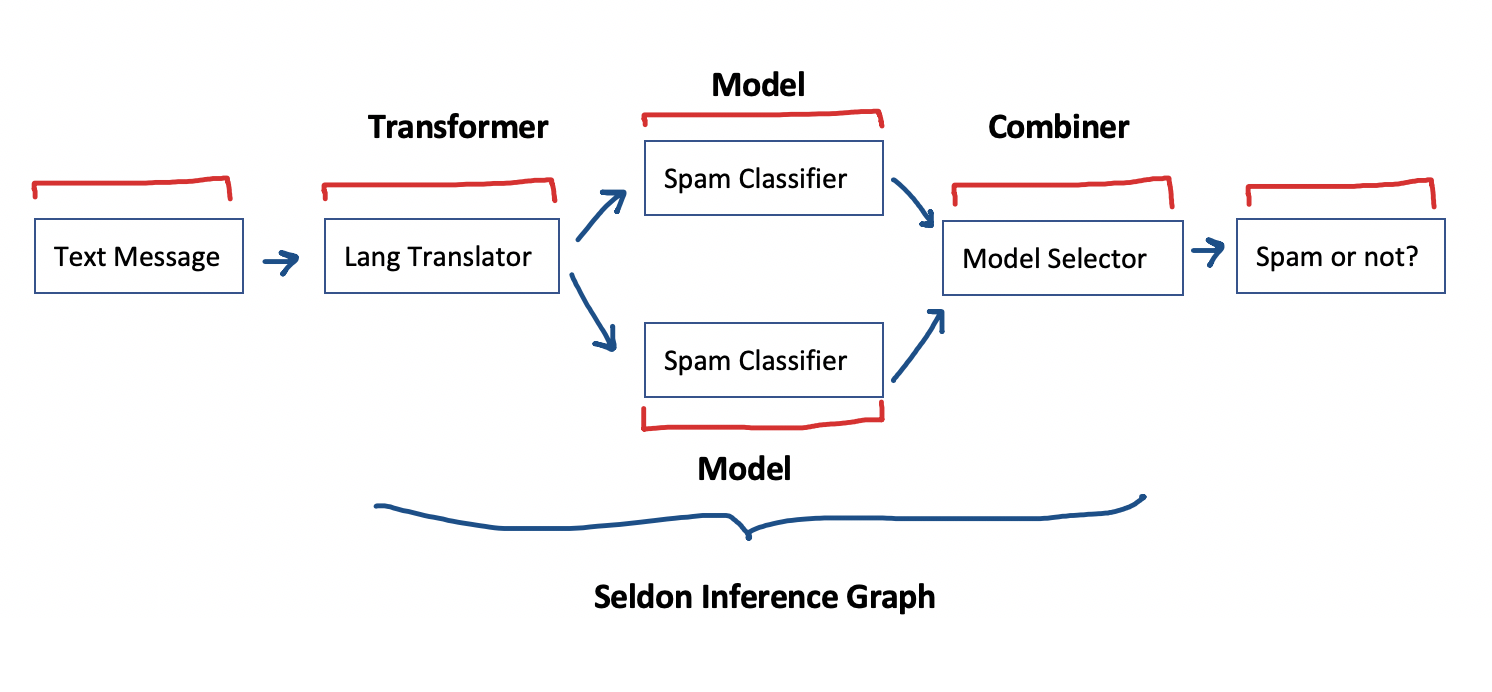 Model
Transformer
Combiner
Spam Classifier
Text Message
Lang Translator
Model Selector
Spam or not?
Spam Classifier
Model
Seldon Inference Graph